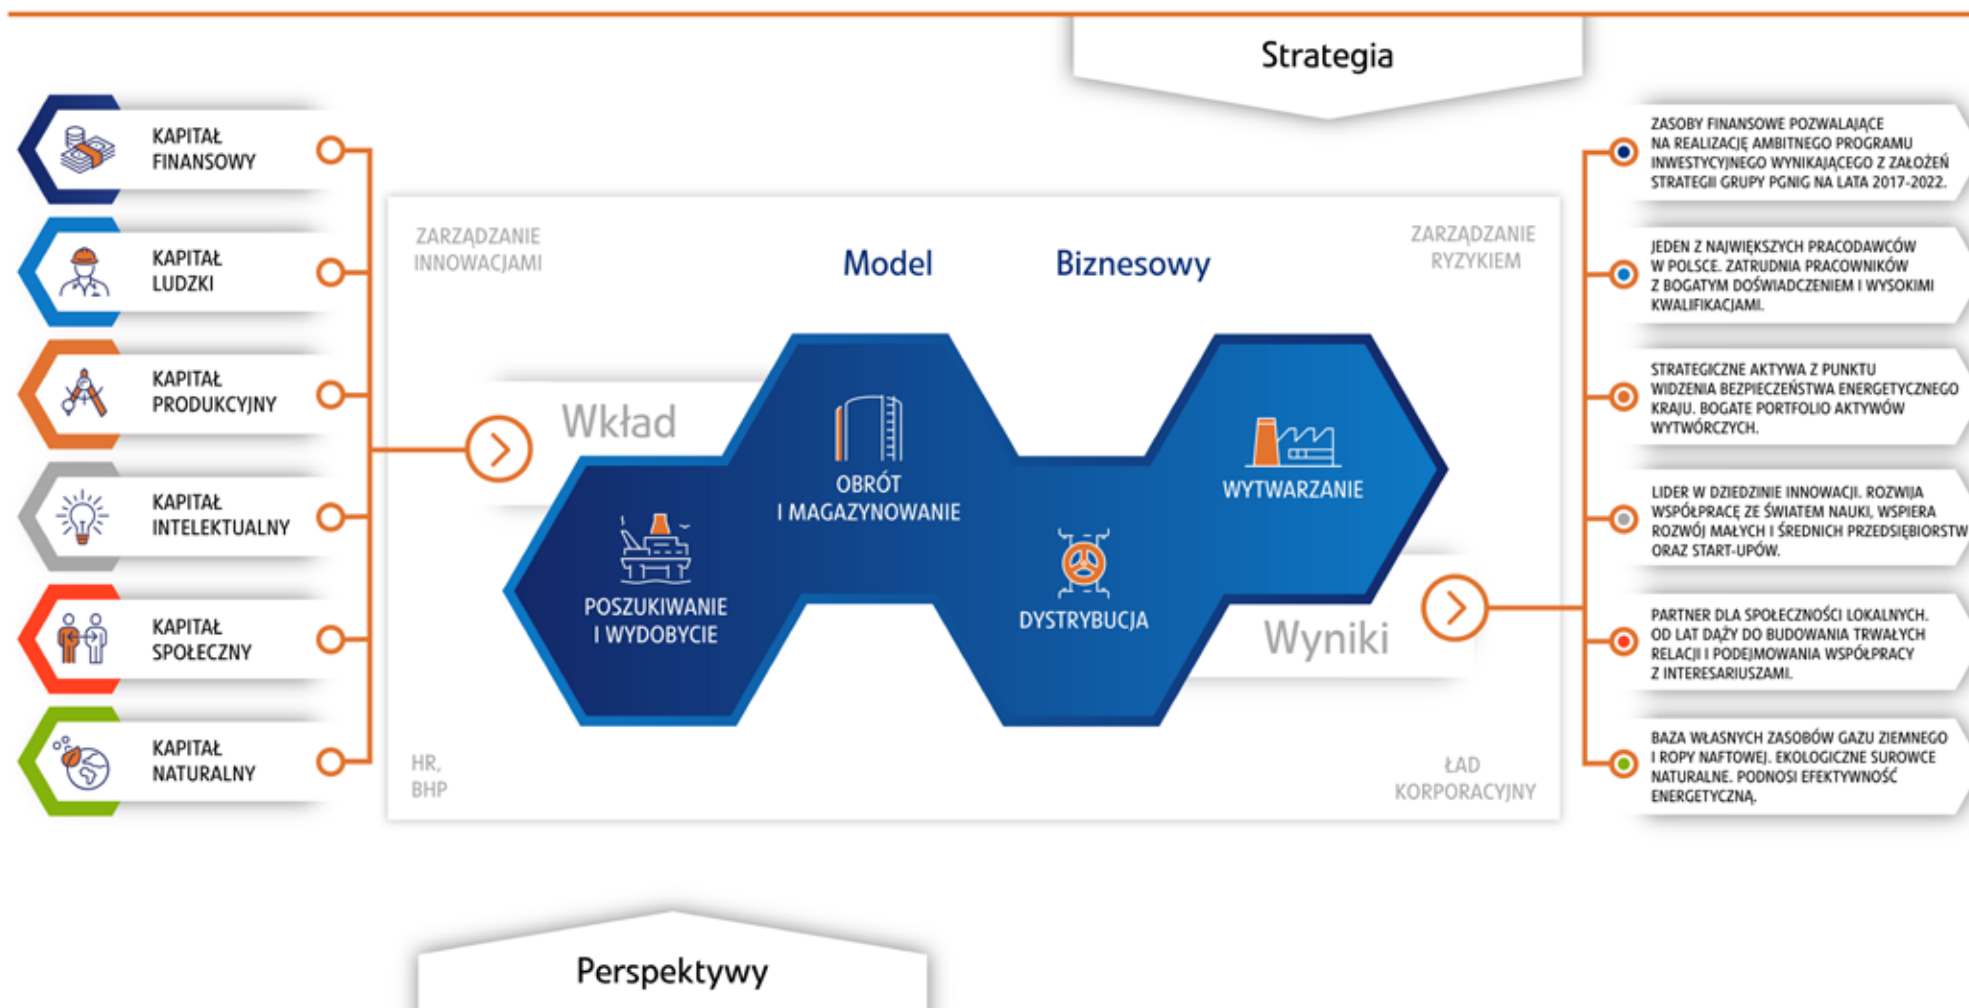 Strategia
KAPITAŁ
FINANSOWY
KAPITAŁ
LUDZKI
KAPITAŁ
PRODUKCYJNY
KAPITAŁ
INTELEKTUALNY
KAPITAŁ
SPOŁECZNY
KAPITAŁ
NATURALNY
ZARZĄDZANIE
INNOWACJAMI
Model Biznesowy
ZARZĄDZANIE
RYZYKIEM
Wkład
POSZUKIWANIE
I WYDOBYCIE
OBRÓT
I MAGAZYNOWANIE
DYSTRYBUCJA
WYTWARZANIE
Wyniki
HR,
BHP
ŁAD
KORPORACYJNY
ZASOBY FINANSOWE POZWALAJĄCE
NA REALIZACJĘ AMBITNEGO PROGRAMU
INWESTYCYJNEGO WYNIKAJĄCEGO Z ZAŁOŻEŃ
STRATEGII GRUPY PGNIG NA LATA 2017-2022.
JEDEN Z NAJWIĘKSZYCH PRACODAWCÓW
W POLSCE. ZATRUDNIA PRACOWNIKÓW
Z BOGATYM DOŚWIADCZENIEM I WYSOKIMI
KWALIFIKACJAMI.
STRATEGICZNE AKTYWA Z PUNKTU
WIDZENIA BEZPIECZEŃSTWA ENERGETYCZNEGO
KRAJU. BOGATE PORTFOLIO AKTYWÓW
WYTWÓRCZYCH.
LIDER W DZIEDZINIE INNOWACJI. ROZWIJA
WSPÓŁPRACĘ ZE ŚWIATEM NAUKI, WSPIERA
ROZWÓJ MAŁYCH I ŚREDNICH PRZEDSIĘBIORSTW
ORAZ START-UPÓW.
PARTNER DLA SPOŁECZNOŚCI LOKALNYCH.
OD LAT DĄŻY DO BUDOWANIA TRWAŁYCH
RELACJI I PODEJMOWANIA WSPÓŁPRACY
Z INTERESARIUSZAMI.
BAZA WŁASNYCH ZASOBÓW GAZU ZIEMNEGO
I ROPY NAFTOWEJ. EKOLOGICZNE SUROWCE
NATURALNE. PODNOSI EFEKTYWNOŚĆ
ENERGETYCZNĄ.
Perspektywy